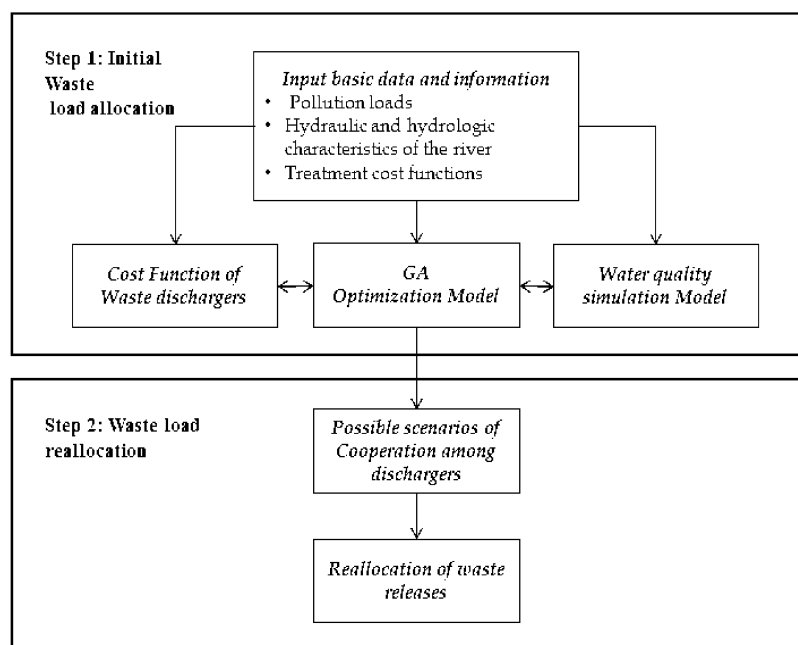 Step 1: Initial
Waste
load allocation
Input basic data and information
• Pollution loads
• Hydraulic and hydrologic
characteristics of the river
• Treatment cost functions
Cost Function of
Waste dischargers
GA
Optimization Model
Water quality
simulation Model
Step 2: Waste load
reallocation
Possible scenarios of
Cooperation among
dischargers
Reallocation of waste
releases